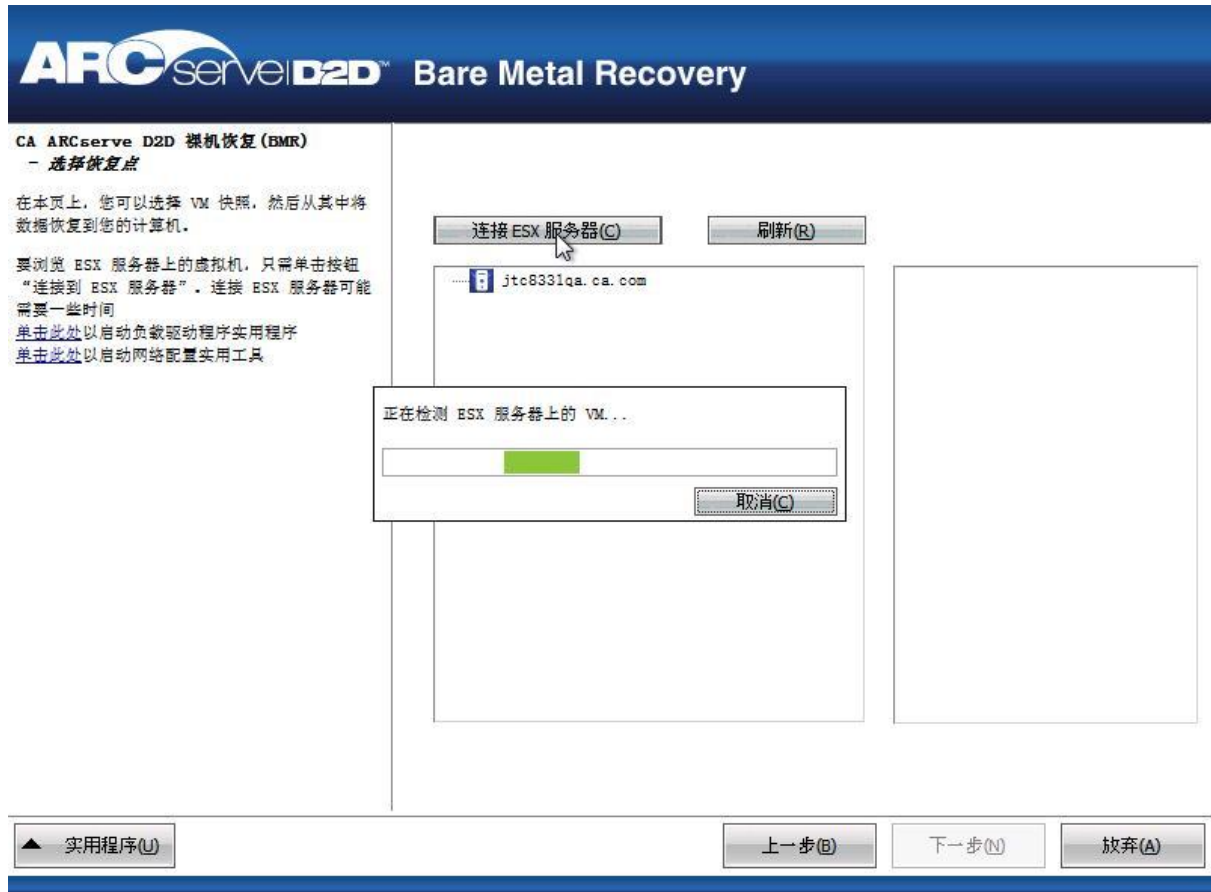 ARCserve D2D™ Bare Metal Recovery
CA ARCserve D2D 裸机恢复(BMR)
- 选择恢复点
在本页上，您可以选择 VM 快照，然后从其中将
数据恢复到您的计算机。
要浏览 ESX 服务器上的虚拟机，只需单击按钮
“连接到 ESX 服务器”。连接 ESX 服务器可能
需要一些时间
单击此处以启动负载驱动程序实用程序
单击此处以启动网络配置实用工具
连接 ESX 服务器(C)
刷新(R)
jtc8331qa.ca.com
正在检测 ESX 服务器上的 VM...
取消(C)
实用程序(U)
上一步(B)
下一步(N)
放弃(A)